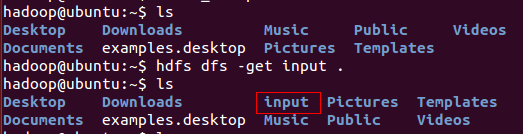 hadoop@ubuntu:~$ ls
Desktop    Downloads         Music     Public     Videos
Documents  examples.desktop  Pictures  Templates
hadoop@ubuntu:~$ hdfs dfs -get input .
hadoop@ubuntu:~$ ls
Desktop    Downloads         input  Pictures  Templates
Documents  examples.desktop  Music  Public    Videos